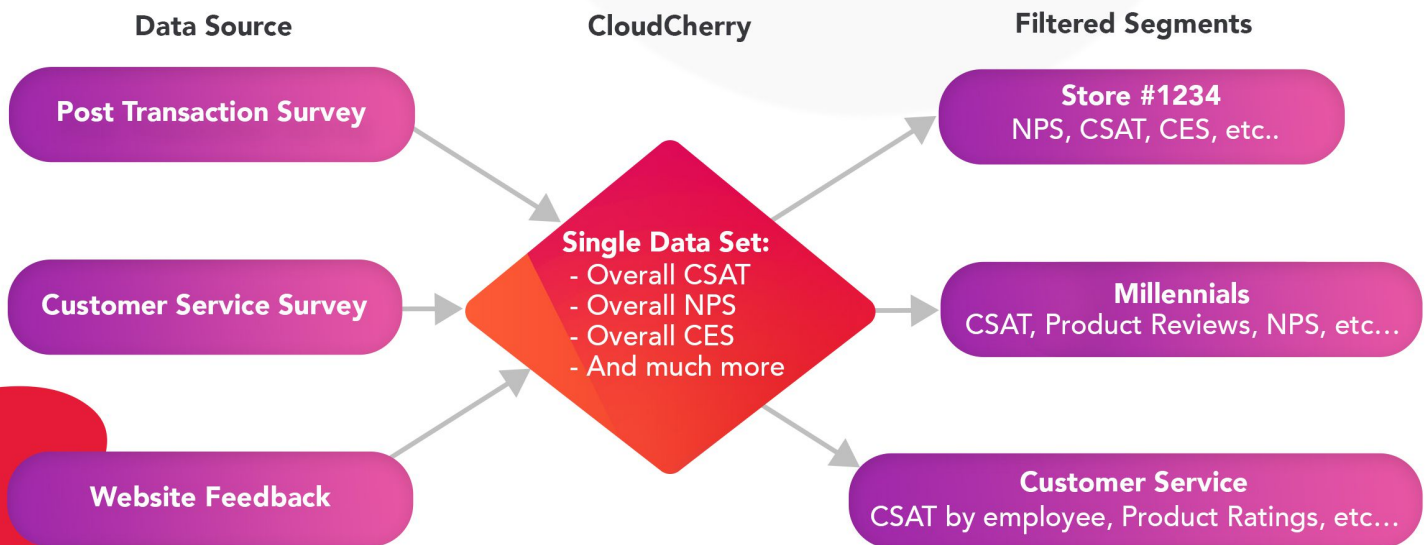 Data Source
CloudCherry
Filtered Segments
Post Transaction Survey
Customer Service Survey
Website Feedback
Single Data Set:
- Overall CSAT
- Overall NPS
- Overall CES
- And much more
Store #1234
NPS, CSAT, CES, etc..
Millennials
CSAT, Product Reviews, NPS, etc...
Customer Service
CSAT by employee, Product Ratings, etc...